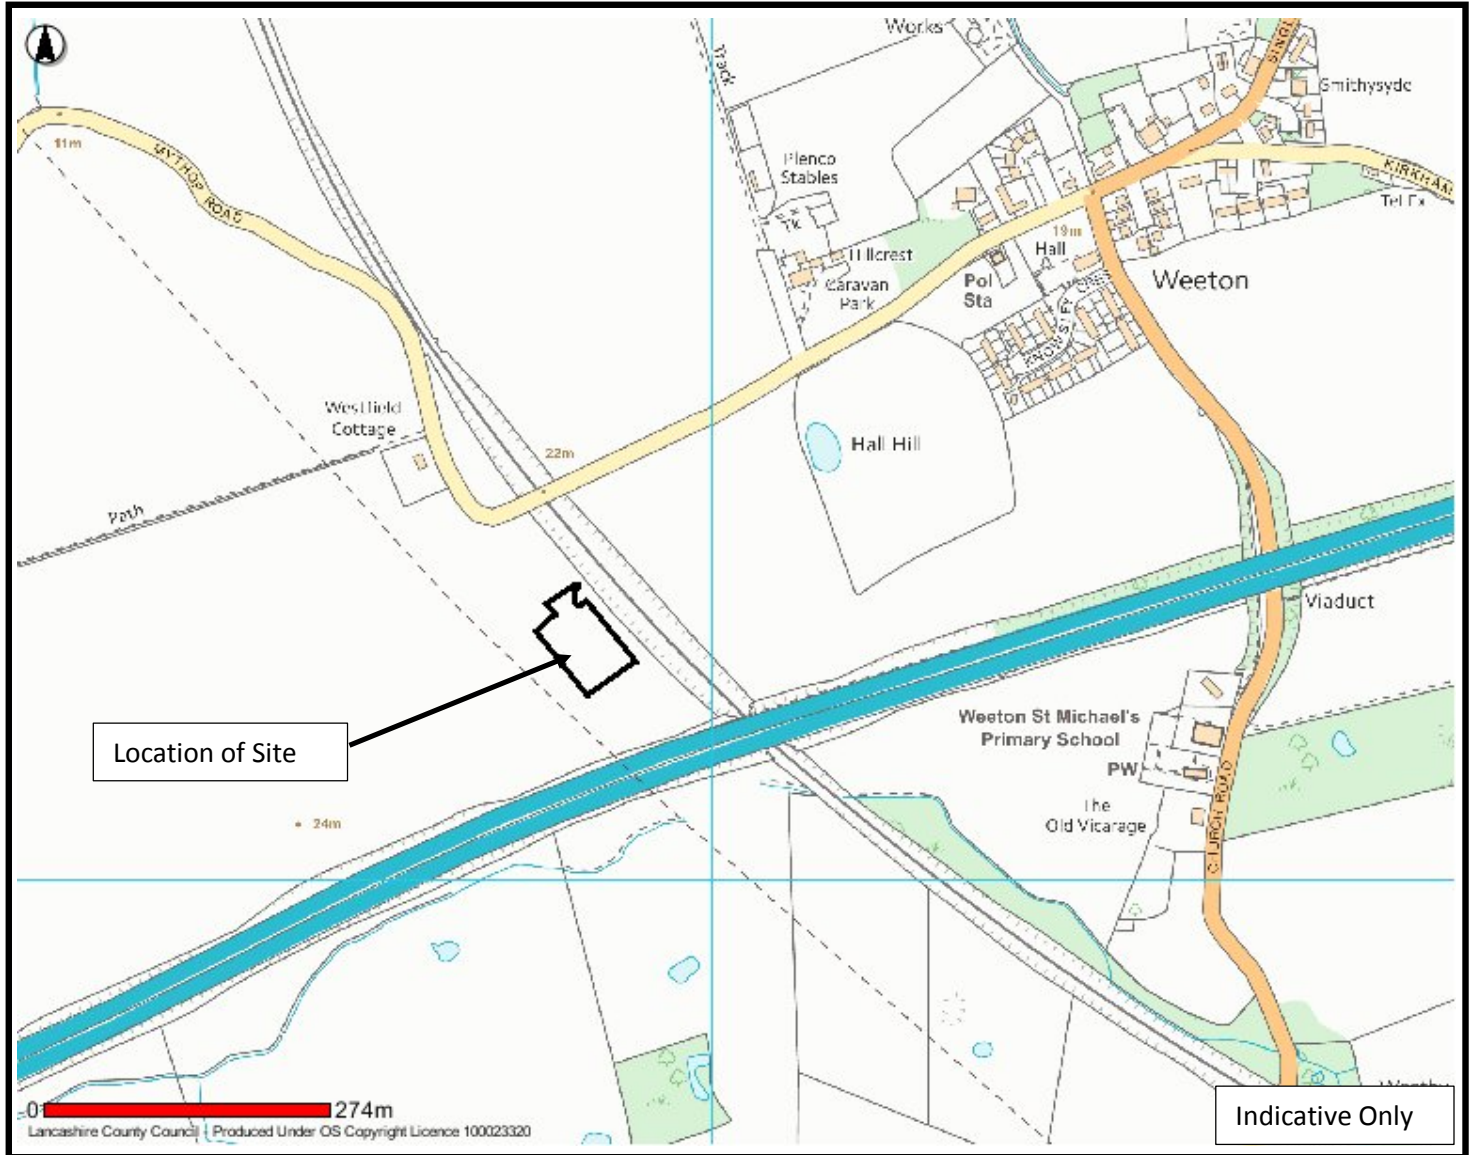 Works
SINGL
Track
Smithysyde
11m
MYTHOP
ROAD
Plenco
Stables
KIRKHAM
Tel Ex
Tk
19m
Hall
Hillcrest
Caravan
Park
Pol
Sta
Weeton
Westfield
Cottage
Hall Hill
22m
Path
Viaduct
Weeton St Michael's
Primary School
Location of Site
PW
The
Old Vicarage
CHURCH ROAD
24m
0
274m
Lancashire County Council - Produced Under OS Copyright Licence 100023320
Indicative Only